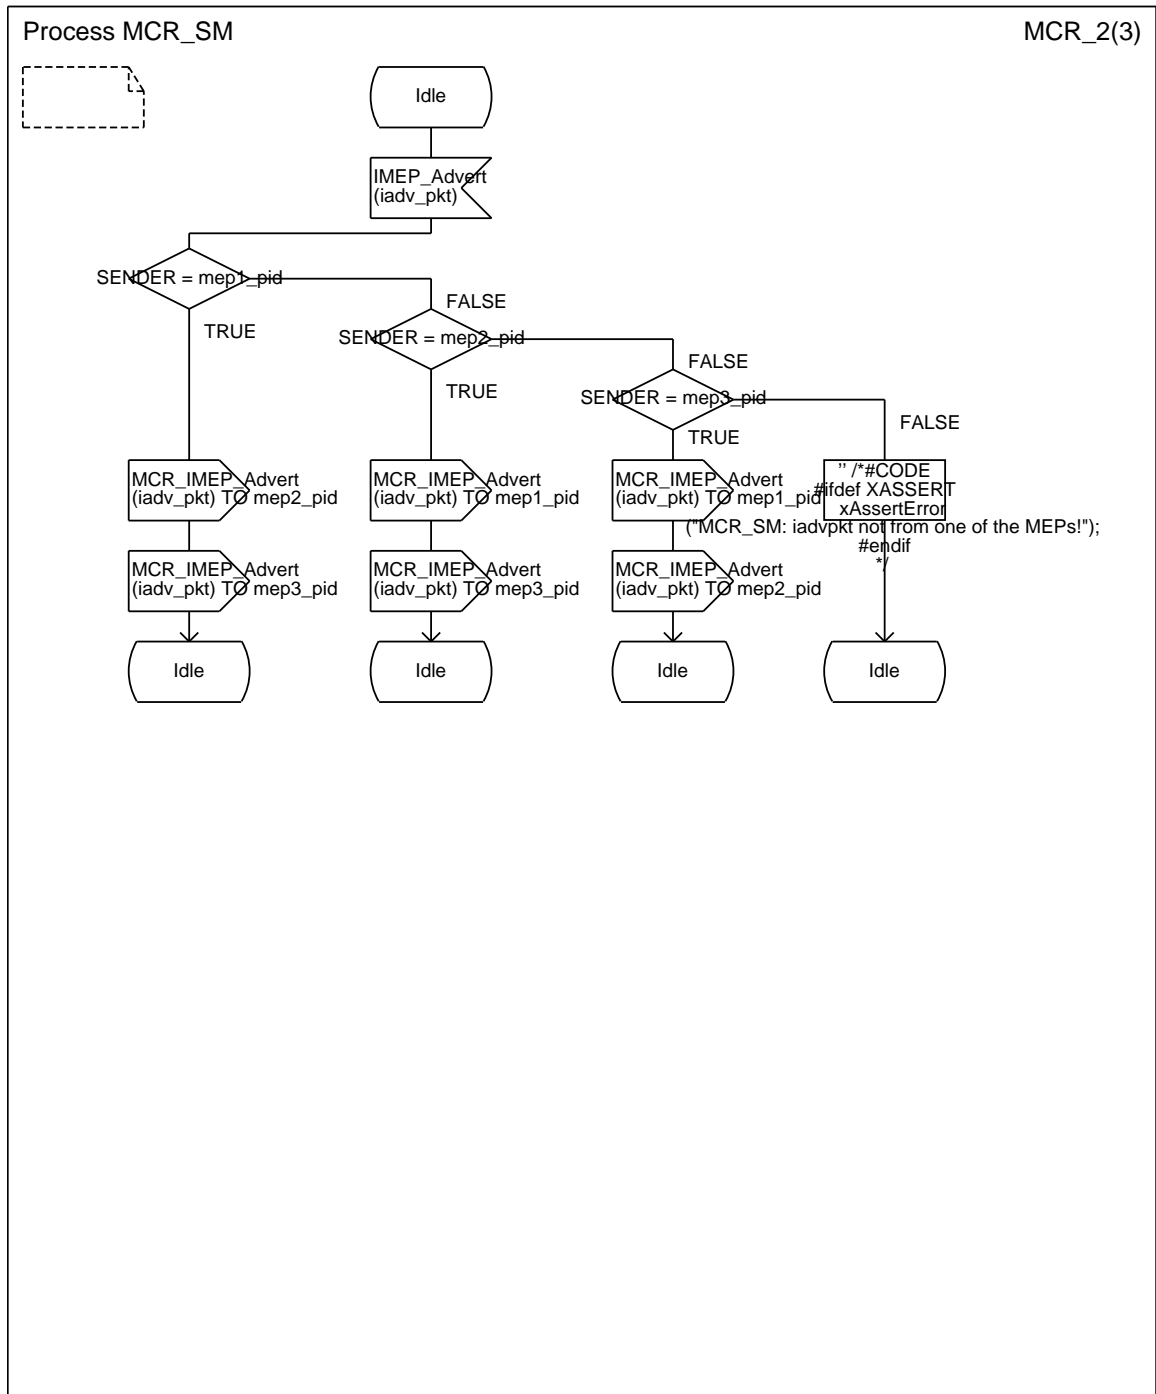 Process MCR_SM
MCR_2(3)
Idle
IMEP_Advert
(iadv_pkt)
SENDER = mep1_pid
FALSE
TRUE
SENDER = mep2_pid
FALSE
TRUE
SENDER = mep3_pid
FALSE
TRUE
MCR_IMEP_Advert
(iadv_pkt) TO mep2_pid
MCR_IMEP_Advert
(iadv_pkt) TO mep1_pid
MCR_IMEP_Advert
(iadv_pkt) TO mep1_pid
'' /*#CODE
#ifdef XASSERT
xAssertError
("MCR_SM: iadvpkt not from one of the MEPs!");
#endif
*/
MCR_IMEP_Advert
(iadv_pkt) TO mep3_pid
MCR_IMEP_Advert
(iadv_pkt) TO mep3_pid
MCR_IMEP_Advert
(iadv_pkt) TO mep2_pid
Idle
Idle
Idle
Idle